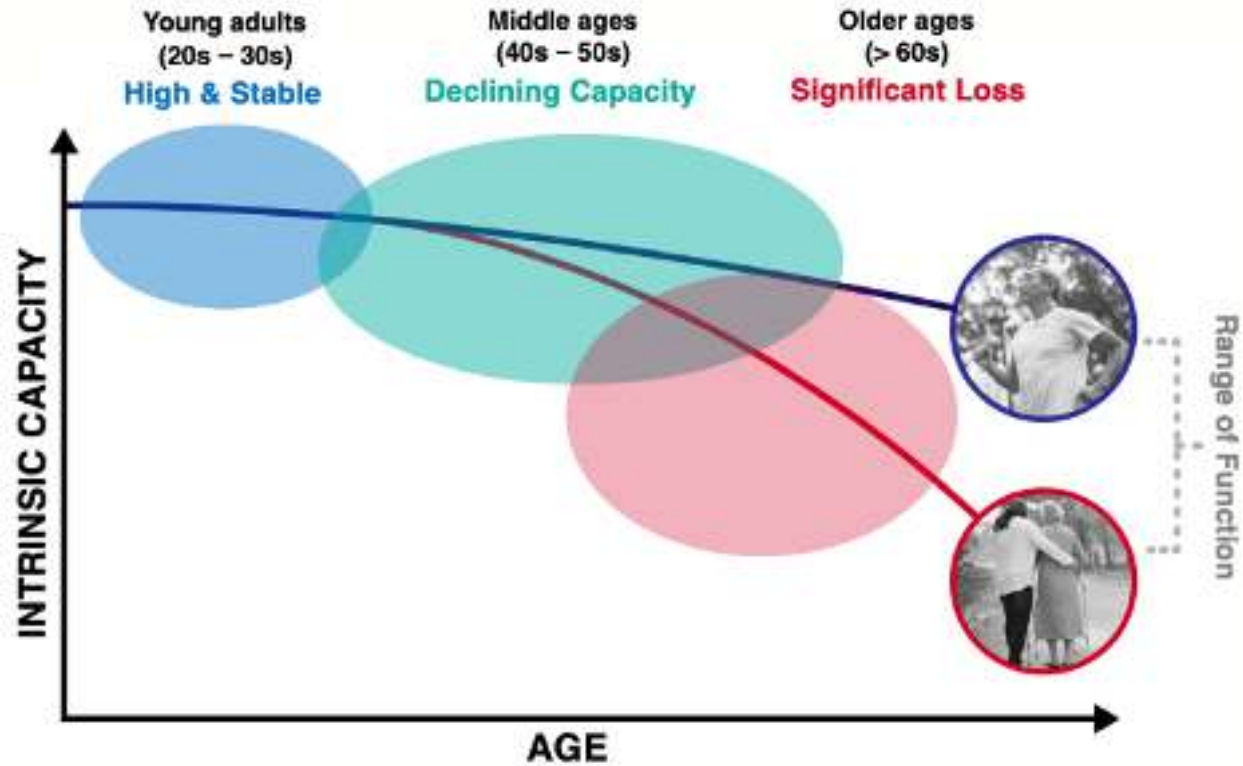 Young adults
(20s – 30s)
High & Stable
Middle ages
(40s – 50s)
Declining Capacity
Older ages
(> 60s)
Significant Loss
INTRINSIC CAPACITY
Range of Function
AGE